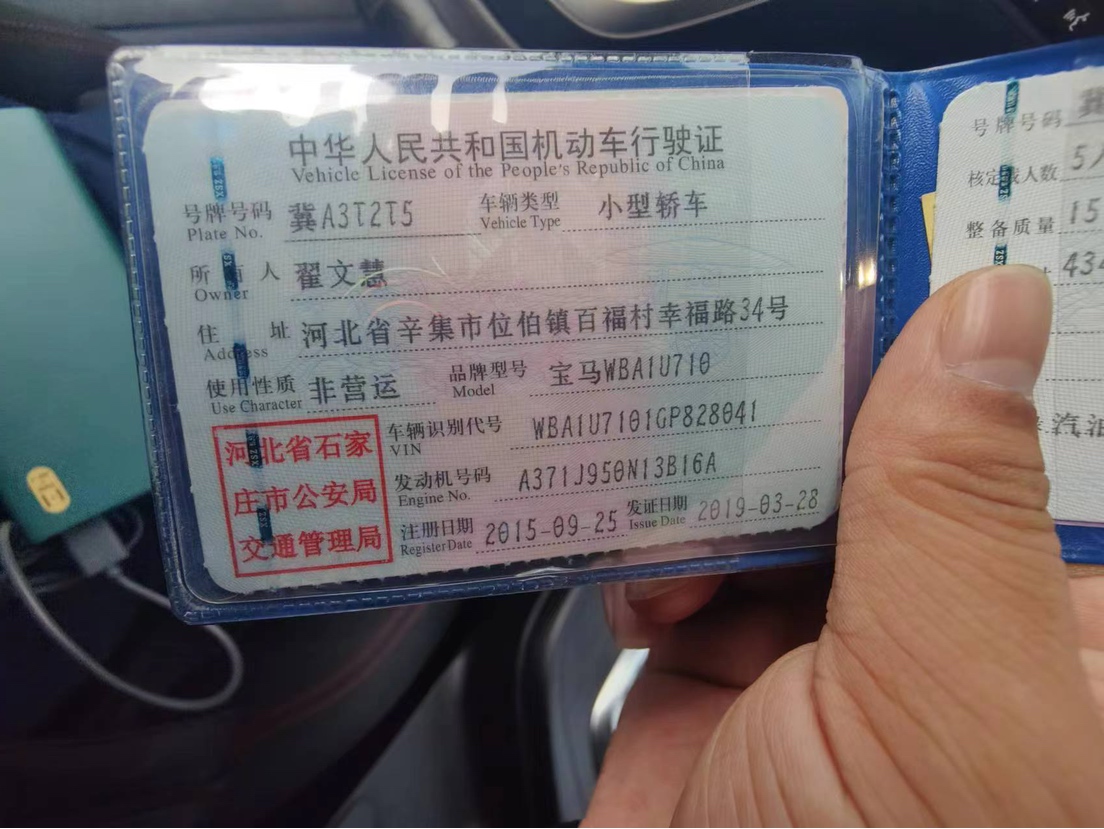 中华人民共和国机动车行驶证
Vehicle License of the People's Republic of China
号牌号码 冀A3T2T5 车辆类型 小型轿车
Plate No. Vehicle Type
所有人 翟文慧
Owner
住址 河北省辛集市位伯镇百福村幸福路34号
Address
使用性质 非营运 品牌型号 宝马WBA1U710
Use Character Model
河北省石家
庄市公安局
交通管理局
车辆识别代号 WBA1U7101GP828041
VIN
发动机号码 A371J950N13B16A
Engine No.
注册日期 2015-09-25 发证日期 2019-03-28
Register Date Issue Date
号牌号码 冀
核定载人数 5人
整备质量 15
434
汽油